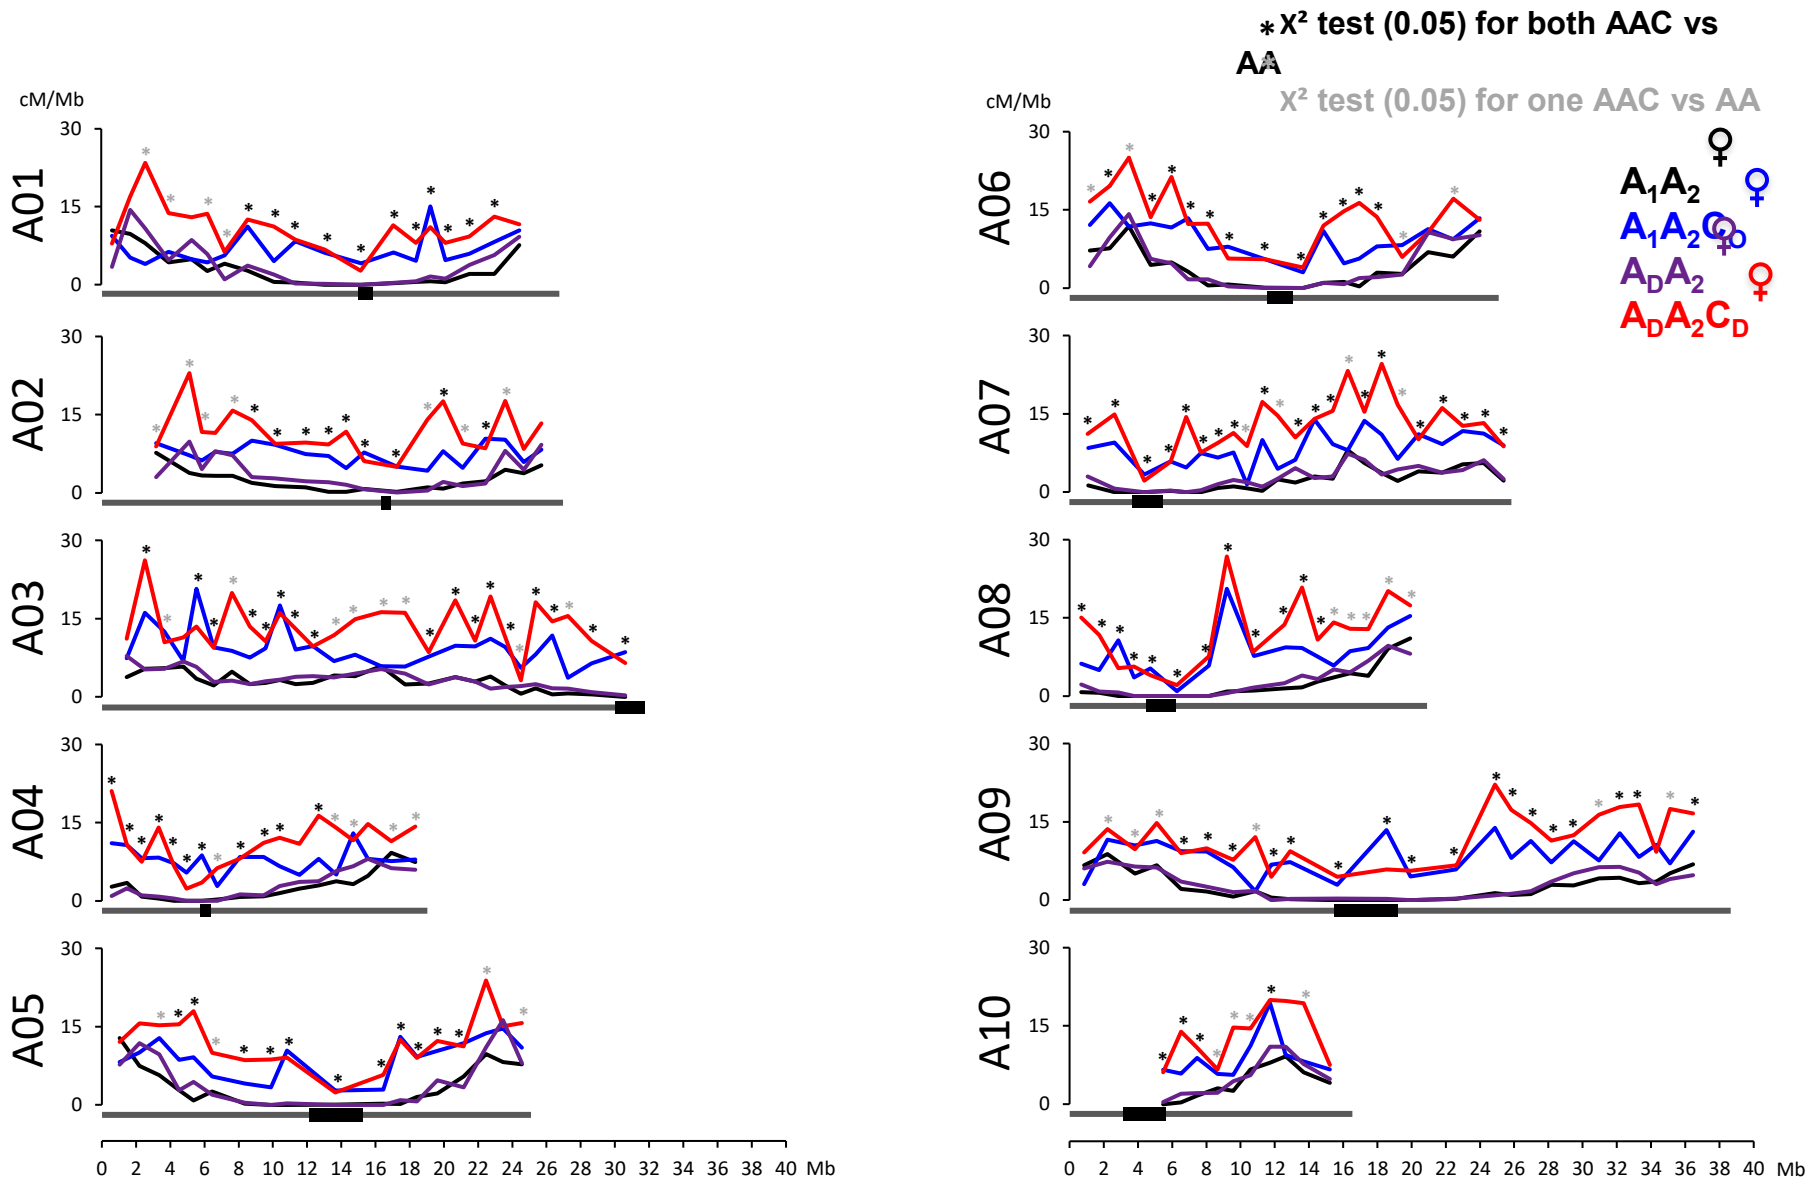 *X² test (0.05) for both AAC vs
AA
*
X² test (0.05) for one AAC vs AA
cM/Mb
30
15
0
A01
30
15
0
A02
30
15
0
A03
30
15
0
A04
30
15
0
A05
0 2 4 6 8 10 12 14 16 18 20 22 24 26 28 30 32 34 36 38 40 Mb
cM/Mb
30
15
0
A06
30
15
0
A07
30
15
0
A08
30
15
0
A09
30
15
0
A10
0 2 4 6 8 10 12 14 16 18 20 22 24 26 28 30 32 34 36 38 40 Mb
♀
A₁A₂ ♀
A₁A₂C₀ ♀
A_DA₂ ♀
A_DA₂C_D